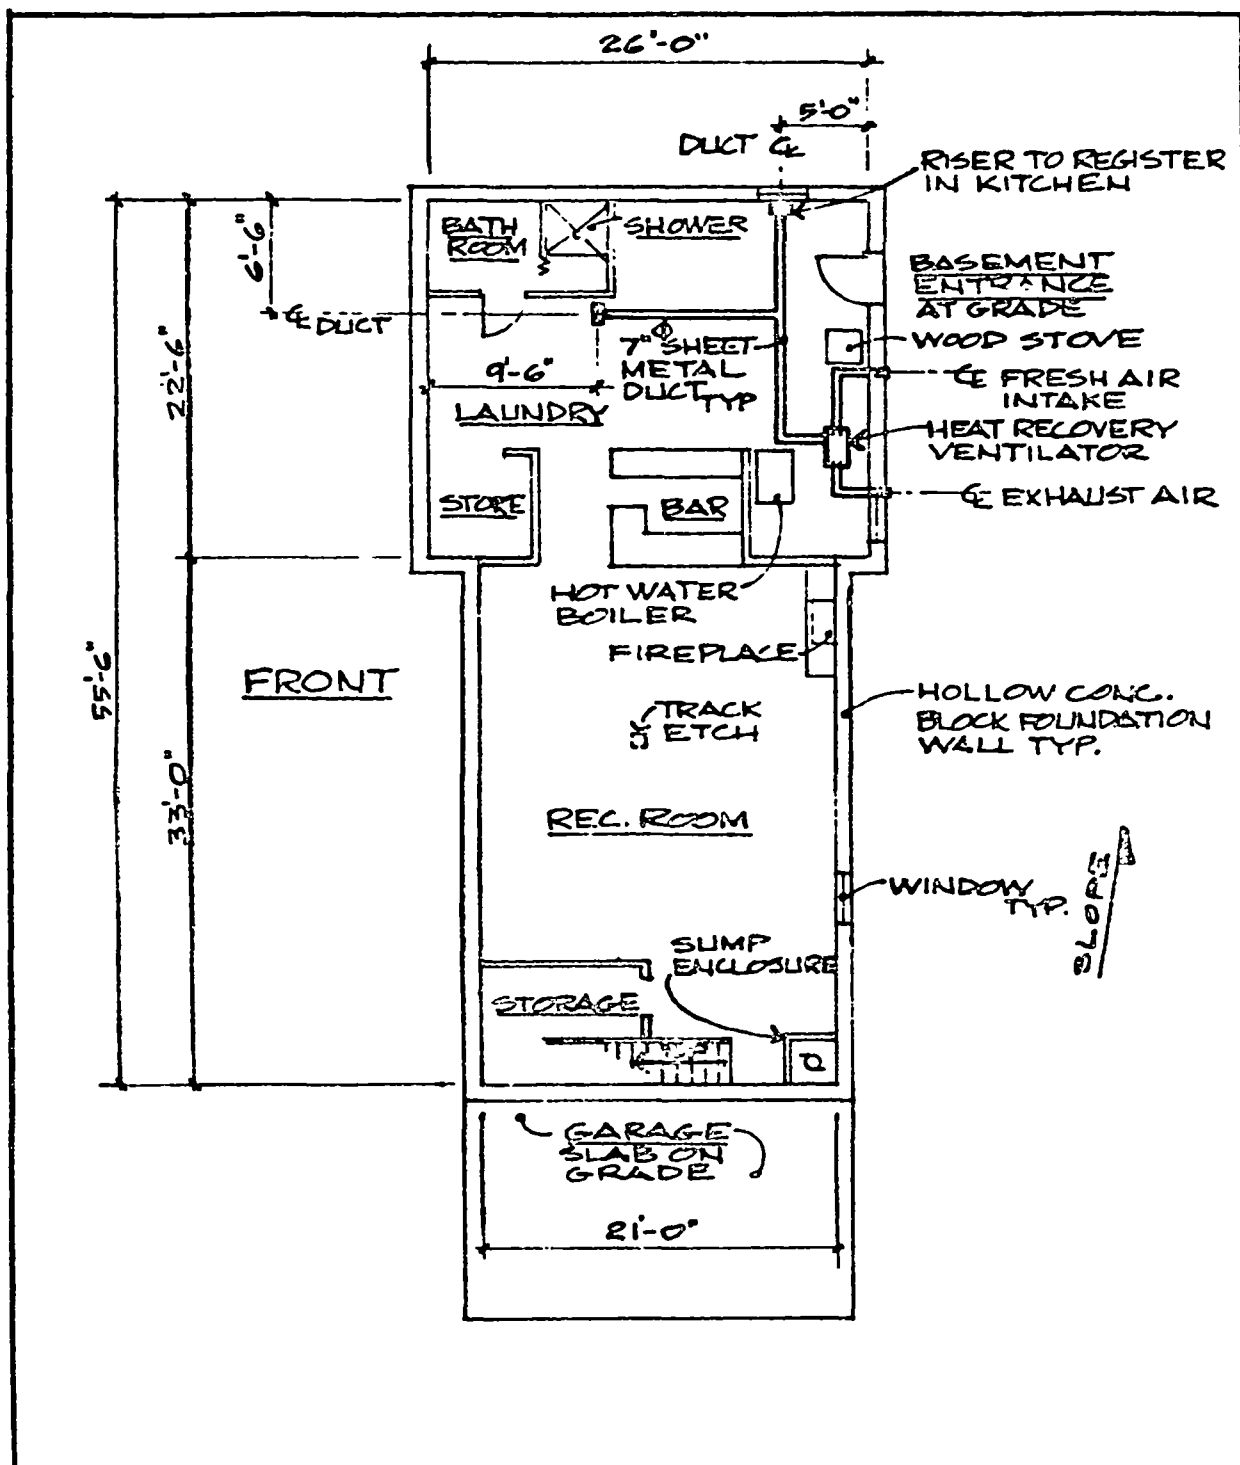 26'-0"
5'-0"
DUCT ℄
RISER TO REGISTER
IN KITCHEN
BATH
ROOM
SHOWER
6'-6"
BASEMENT
ENTRANCE
AT GRADE
℄ DUCT
7" SHEET
METAL
DUCT TYP
WOOD STOVE
22'-6"
9'-6"
℄ FRESH AIR
INTAKE
LAUNDRY
HEAT RECOVERY
VENTILATOR
STORE
BAR
℄ EXHAUST AIR
HOT WATER
BOILER
FIREPLACE
55'-6"
FRONT
HOLLOW CONC.
BLOCK FOUNDATION
WALL TYP.
TRACK
ETCH
33'-0"
REC. ROOM
SLOPE
WINDOW
TYP.
SUMP
ENCLOSURE
STORAGE
GARAGE
SLAB ON
GRADE
21'-0"